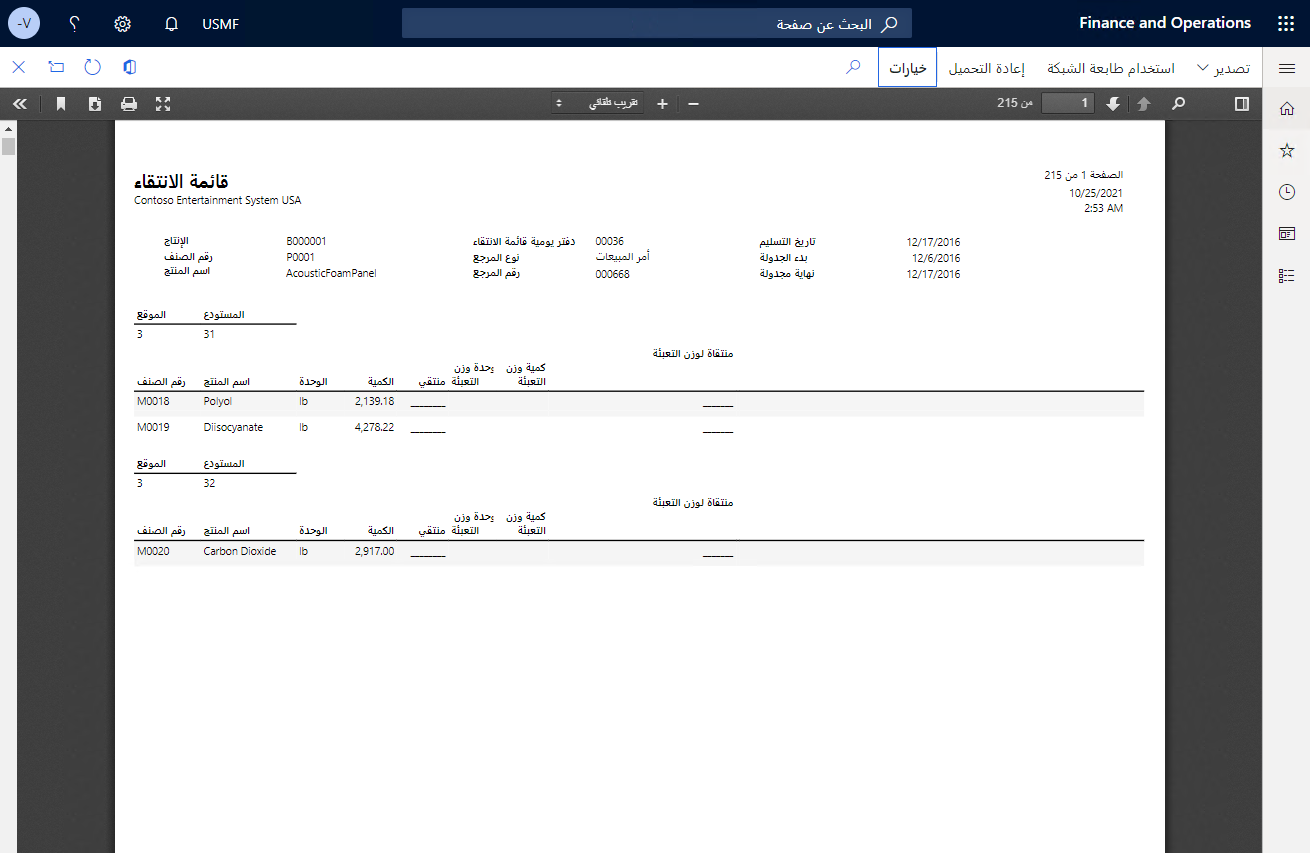 Finance and Operations
البحث عن صفحة
USMF
-V
تصدير
استخدام طابعة الشبكة
إعادة التحميل
خيارات
1
من 215
تقريب تلقائي
الصفحة 1 من 215
10/25/2021
2:53 AM
قائمة الانتقاء
Contoso Entertainment System USA
الإنتاج B000001 دفتر يومية قائمة الانتقاء 00036 تاريخ التسليم 12/17/2016
رقم الصنف P0001 نوع المرجع أمر المبيعات بدء الجدولة 12/6/2016
اسم المنتج AcousticFoamPanel رقم المرجع 000668 نهاية مجدولة 12/17/2016
الموقع المستودع
3 31
منتقاة لوزن التعبئة
رقم الصنف اسم المنتج الوحدة الكمية منتقي وحدة وزن التعبئة كمية وزن التعبئة
M0018 Polyol lb 2,139.18
M0019 Diisocyanate lb 4,278.22
الموقع المستودع
3 32
منتقاة لوزن التعبئة
رقم الصنف اسم المنتج الوحدة الكمية منتقي وحدة وزن التعبئة كمية وزن التعبئة
M0020 Carbon Dioxide lb 2,917.00